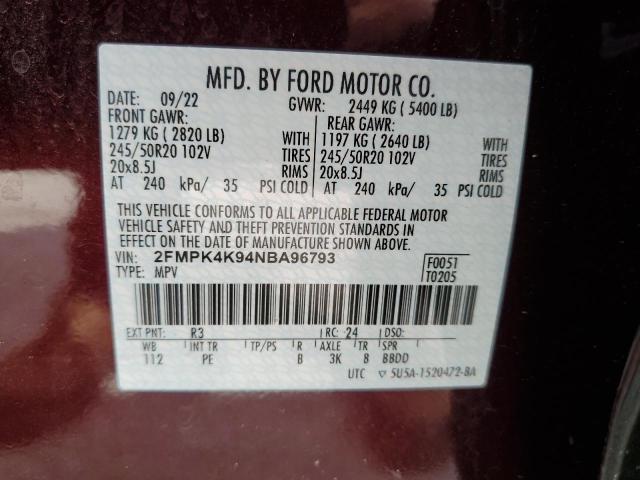 MFD. BY FORD MOTOR CO.
DATE: 09/22 GVWR: 2449 KG ( 5400 LB)
FRONT GAWR: REAR GAWR:
1279 KG ( 2820 LB) WITH 1197 KG ( 2640 LB) WITH
245/50R20 102V TIRES 245/50R20 102V TIRES
20x8.5J RIMS 20x8.5J RIMS
AT 240 kPa/ 35 PSI COLD AT 240 kPa/ 35 PSI COLD
THIS VEHICLE CONFORMS TO ALL APPLICABLE FEDERAL MOTOR
VEHICLE SAFETY AND THEFT PREVENTION STANDARDS IN
EFFECT ON THE DATE OF MANUFACTURE SHOWN ABOVE.
VIN: 2FMPK4K94NBA96793 F0051
TYPE: MPV T0205
EXT PNT: R3 RC: 24 DSO:
WB INT TR TP/PS R AXLE TR SPR
112 PE B 3K 8 BBDD
UTC ▽ 5U5A-1520472-BA